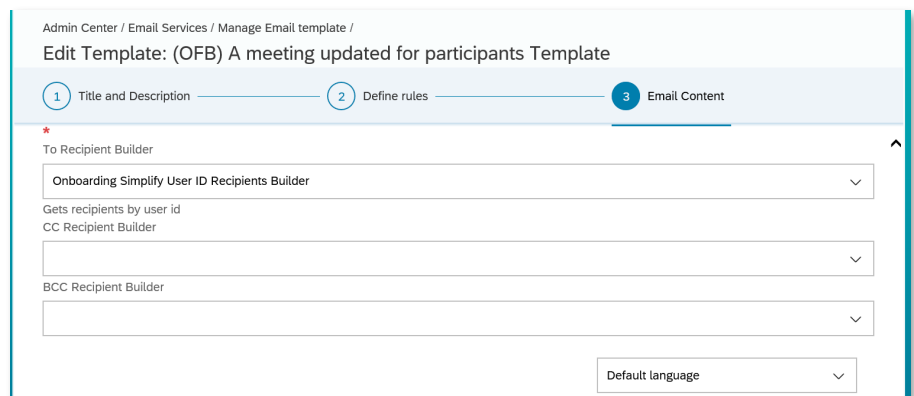 Admin Center / Email Services / Manage Email template /
Edit Template: (OFB) A meeting updated for participants Template
1 Title and Description 2 Define rules 3 Email Content
*
To Recipient Builder
Onboarding Simplify User ID Recipients Builder
Gets recipients by user id
CC Recipient Builder
BCC Recipient Builder
Default language